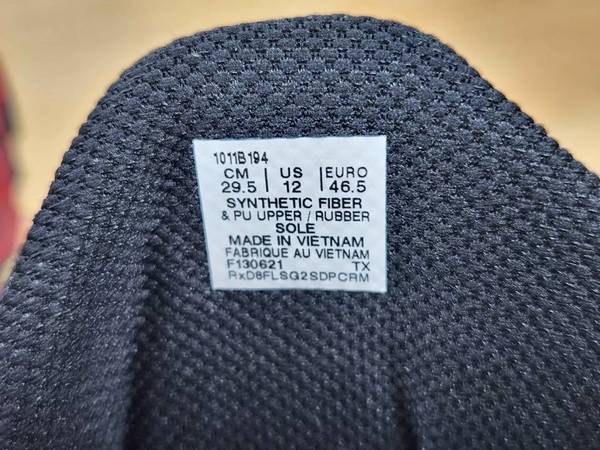 1011B194
CM | US | EURO
29.5 | 12 | 46.5
SYNTHETIC FIBER
& PU UPPER / RUBBER
SOLE
MADE IN VIETNAM
FABRIQUE AU VIETNAM
F130621 TX
RxD8FLSG2SDPCRM